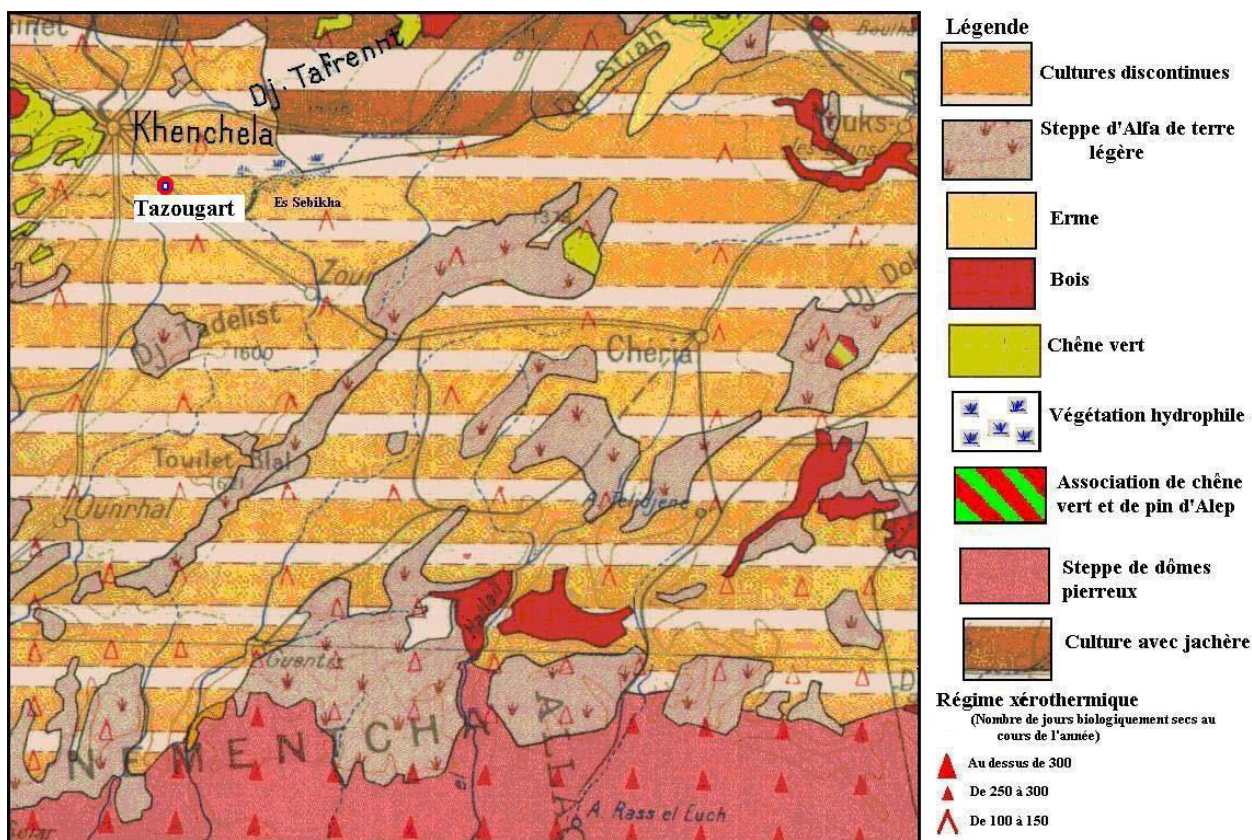 Dj. Tafrennt
Khenchela
Youks-
Tazougart
Es Sebikha
1600
Chéria
Touilet Blal
Guentis
NEMENCHA
A. Rass el Euch
Légende
Cultures discontinues
Steppe d'Alfa de terre
légère
Erme
Bois
Chêne vert
Végétation hydrophile
Association de chêne
vert et de pin d'Alep
Steppe de dômes
pierreux
Culture avec jachère
Régime xérothermique
(Nombre de jours biologiquement secs au
cours de l'année)
Au dessus de 300
De 250 à 300
De 100 à 150